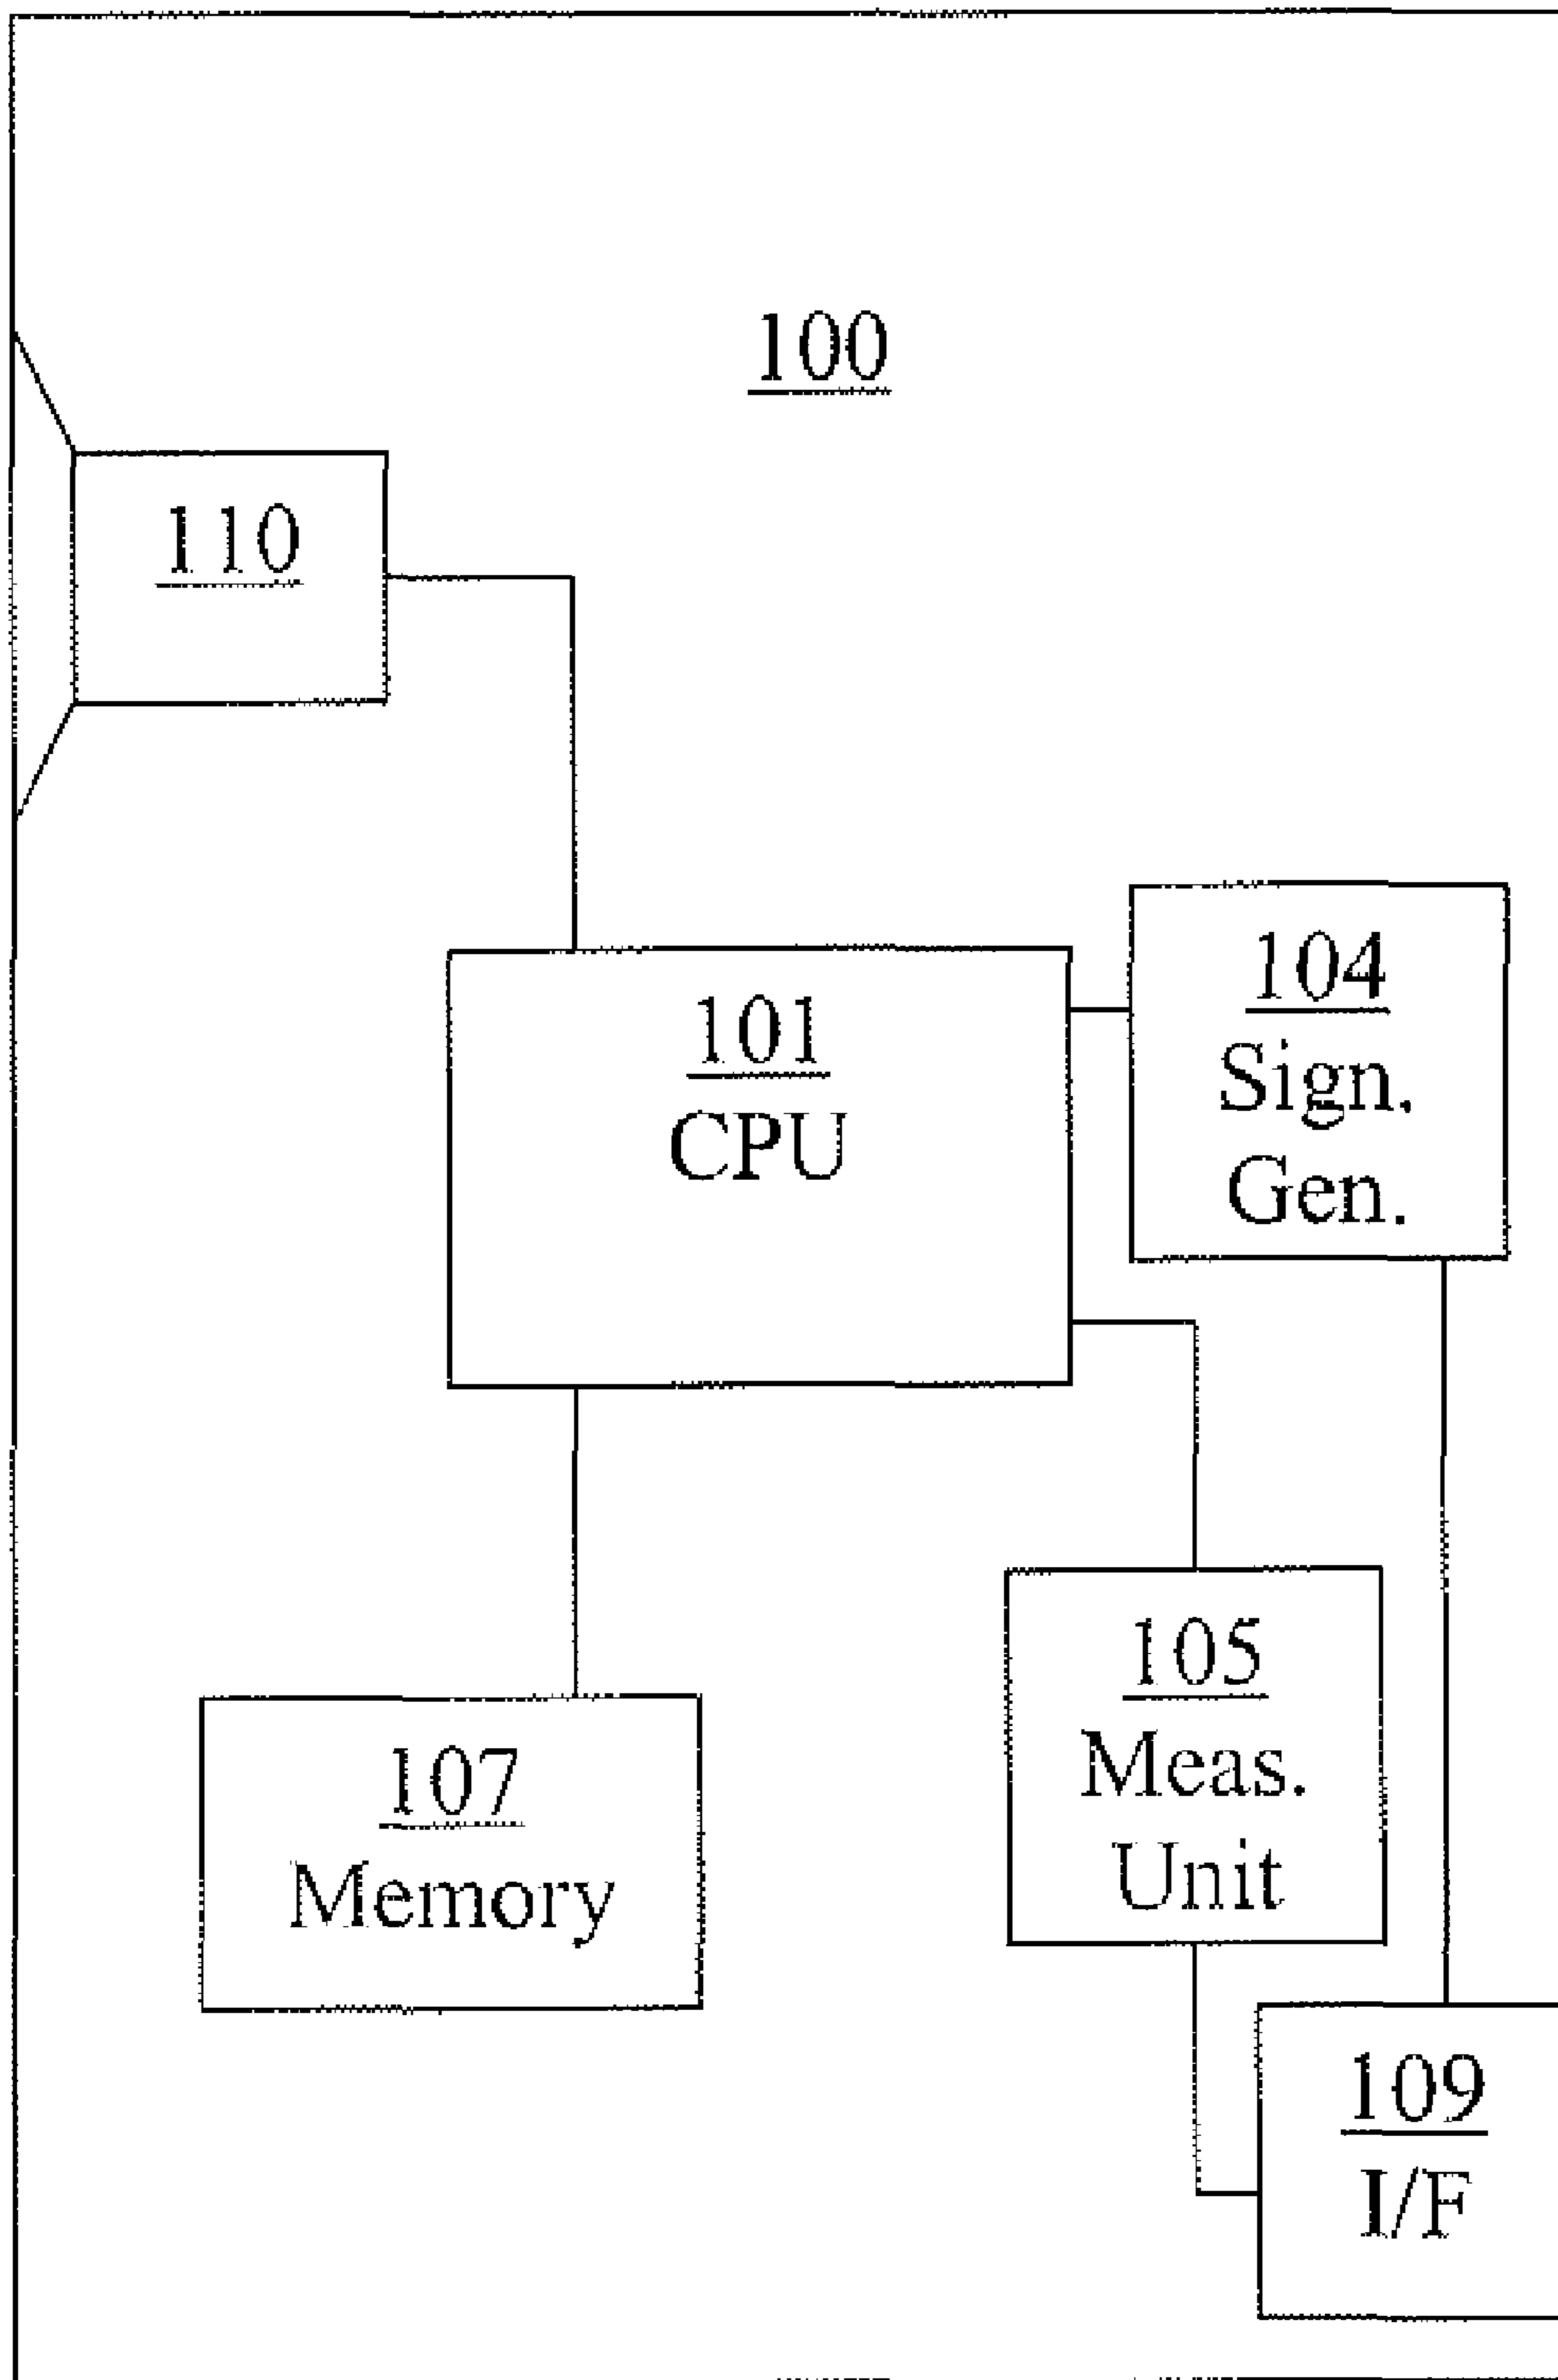 100
110
101
CPU
104
Sign.
Gen.
105
Meas.
Unit
107
Memory
109
I/F